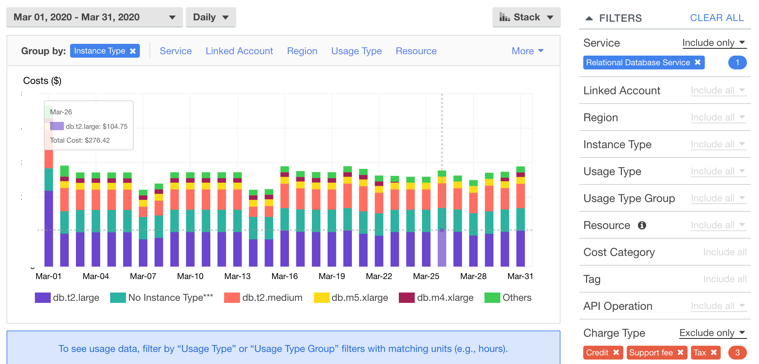 Mar 01, 2020 - Mar 31, 2020
Daily
Stack
Group by: Instance Type × Service Linked Account Region Usage Type Resource More
Costs ($)
Mar-26
db.t2.large: $104.75
Total Cost: $276.42
Mar-01 Mar-04 Mar-07 Mar-10 Mar-13 Mar-16 Mar-19 Mar-22 Mar-25 Mar-28 Mar-31
db.t2.large No Instance Type*** db.t2.medium db.m5.xlarge db.m4.xlarge Others
To see usage data, filter by “Usage Type” or “Usage Type Group” filters with matching units (e.g., hours).
FILTERS CLEAR ALL
Service Include only
Relational Database Service × 1
Linked Account Include all
Region Include all
Instance Type Include all
Usage Type Include all
Usage Type Group Include all
Resource Include all
Cost Category Include all
Tag Include all
API Operation Include all
Charge Type Exclude only
Credit × Support fee × Tax × 3